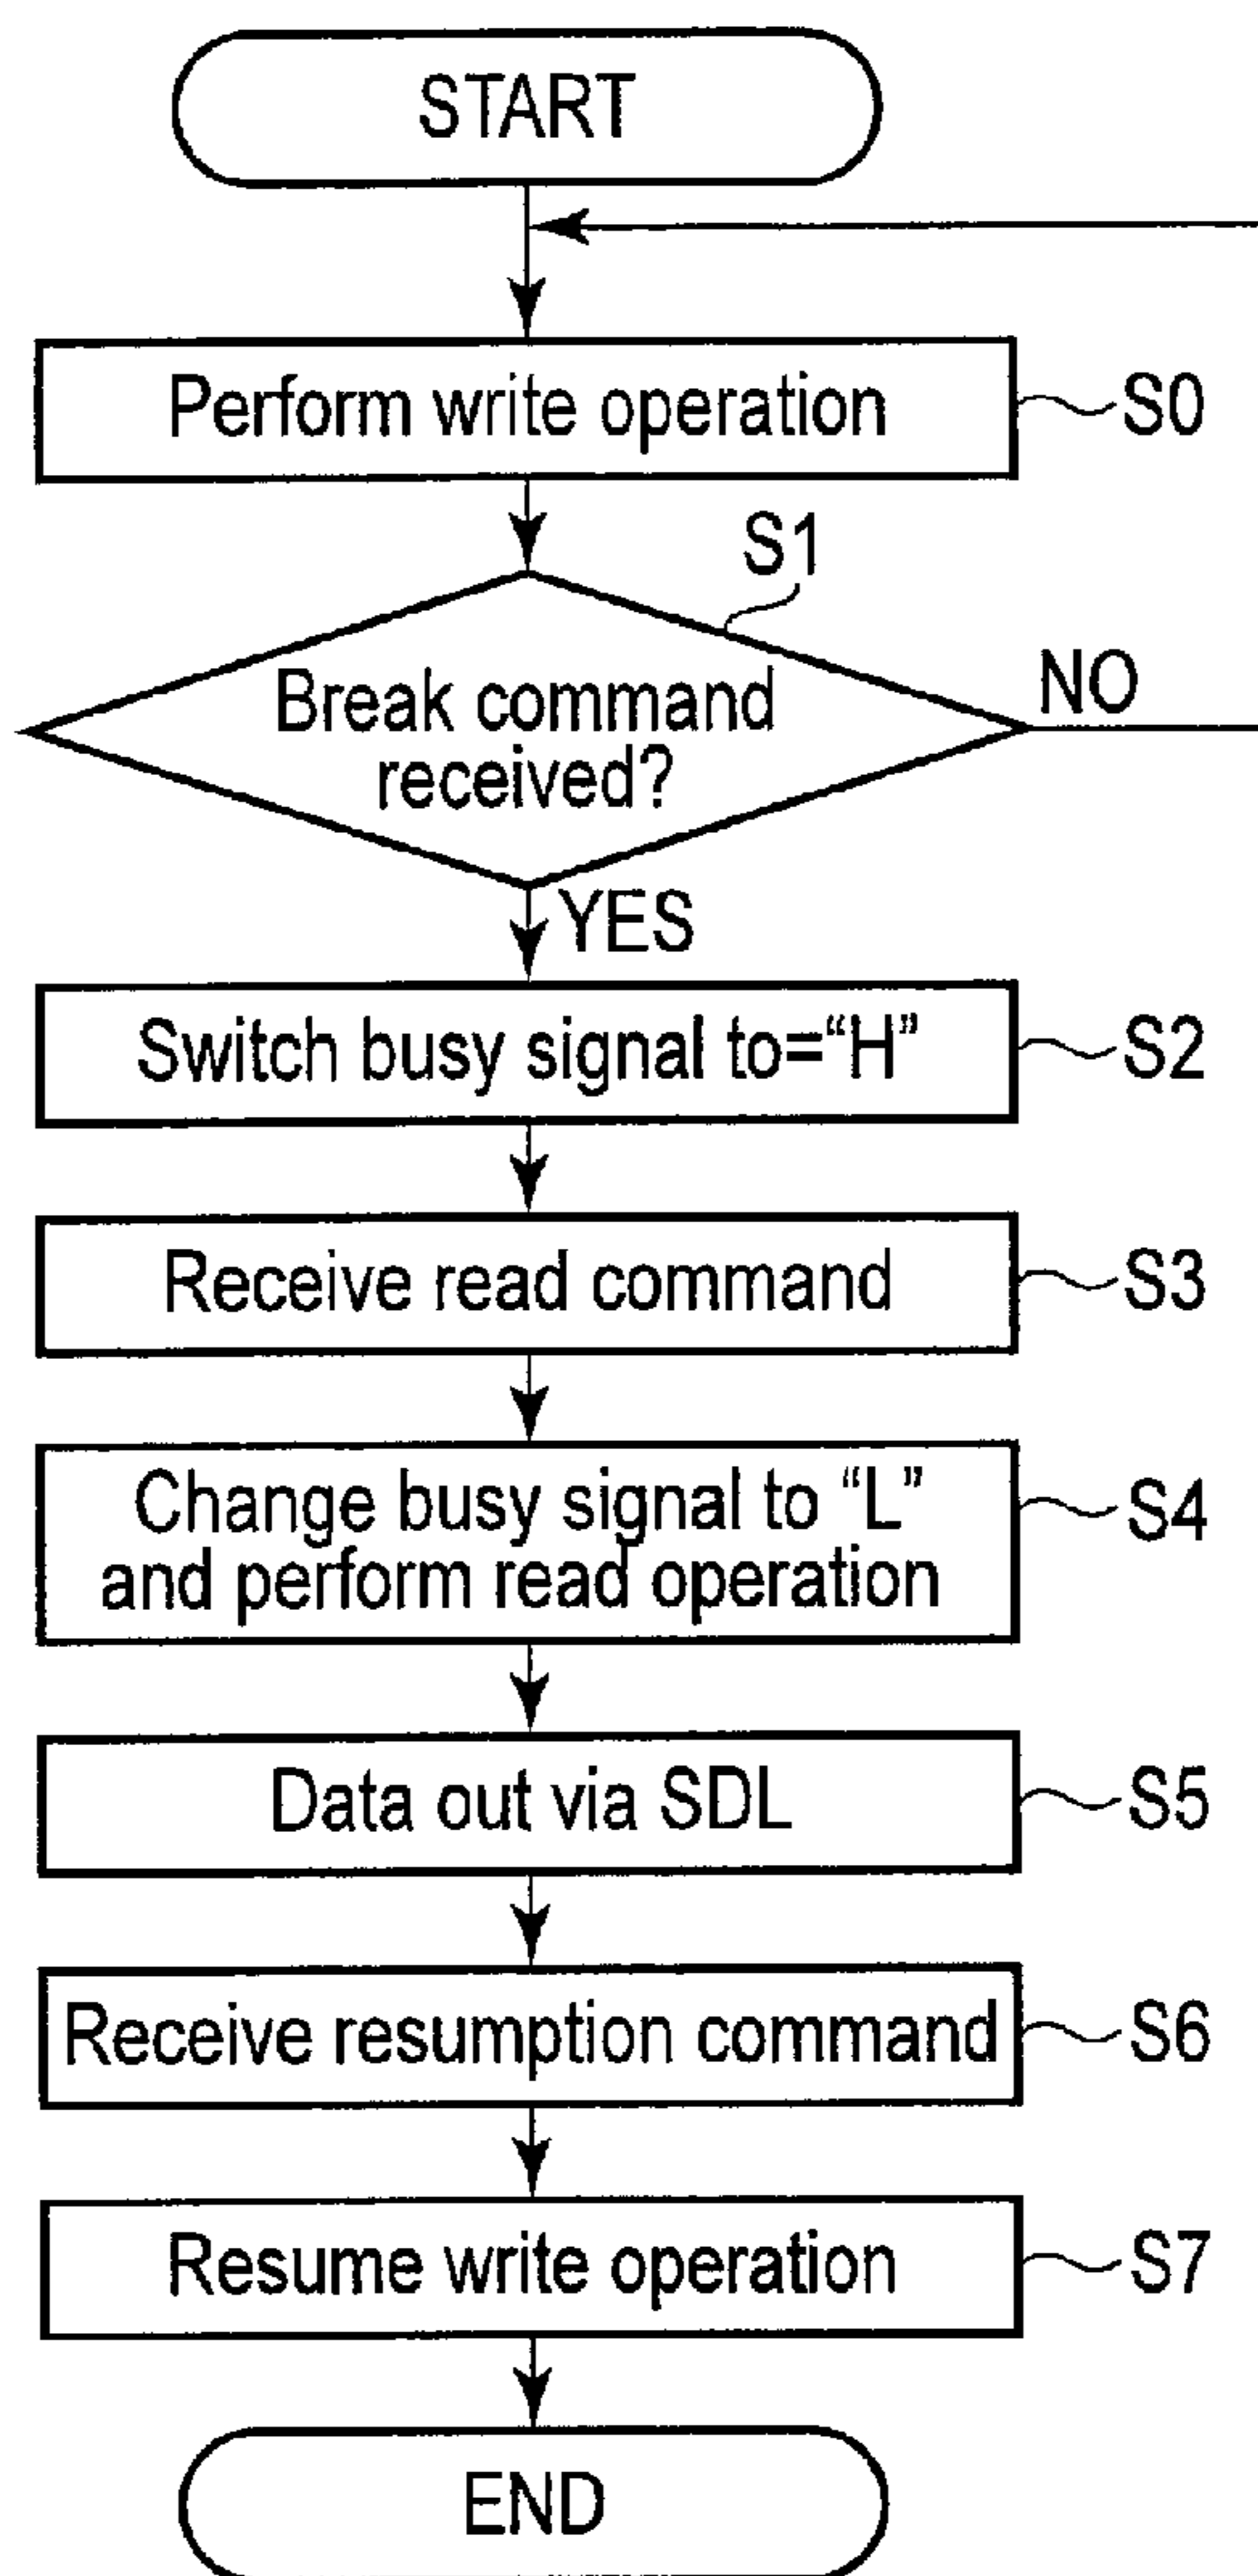 START
Perform write operation
S0
S1
Break command
received?
NO
YES
Switch busy signal to=“H”
S2
Receive read command
S3
Change busy signal to “L”
and perform read operation
S4
Data out via SDL
S5
Receive resumption command
S6
Resume write operation
S7
END